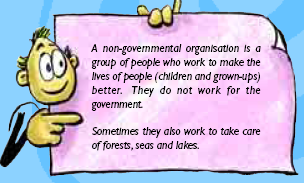 A non-governmental organisation is a
group of people who work to make the
lives of people (children and grown-ups)
better. They do not work for the
government.
Sometimes they also work to take care
of forests, seas and lakes.